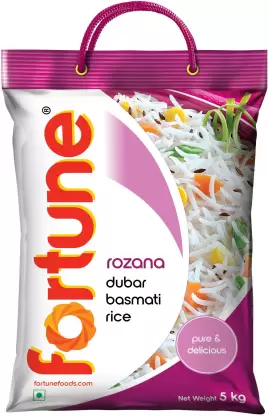 fortune®
rozana
dubar
basmati
rice
pure &
delicious
fortunefoods.com
Net Weight 5 kg